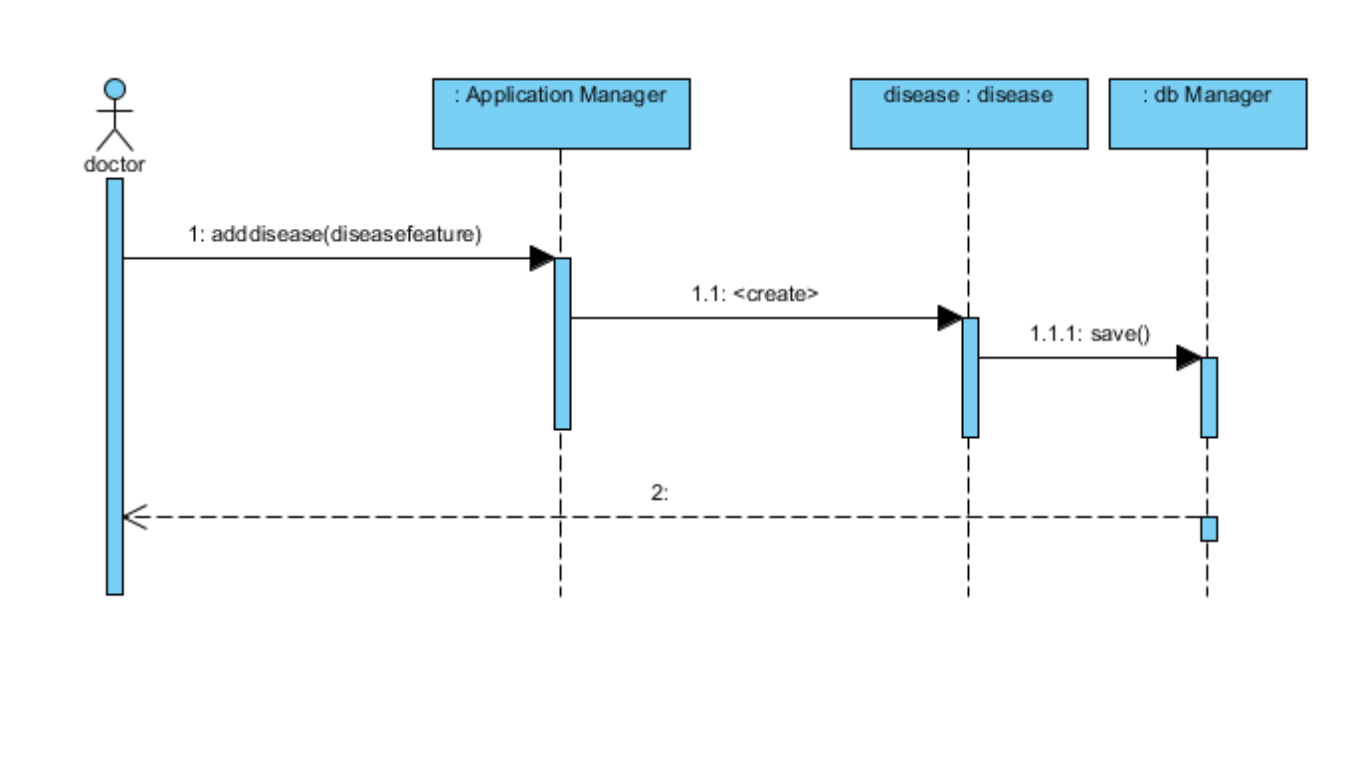 : Application Manager
disease : disease
: db Manager
doctor
1: adddisease(diseasefeature)
1.1: <create>
1.1.1: save()
2: